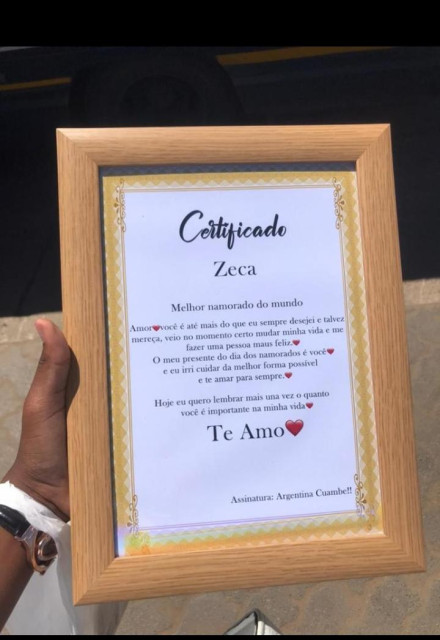 Certificado
Zeca
Melhor namorado do mundo
Amor❤você é até mais do que eu sempre desejei e talvez
mereça, veio no momento certo mudar minha vida e me
fazer uma pessoa maus feliz.❤
O meu presente do dia dos namorados é você❤
e eu irri cuidar da melhor forma possível
e te amar para sempre.❤
Hoje eu quero lembrar mais una vez o quanto
você é importante na minha vida❤
Te Amo❤
Assinatura: Argentina Cuambe!!